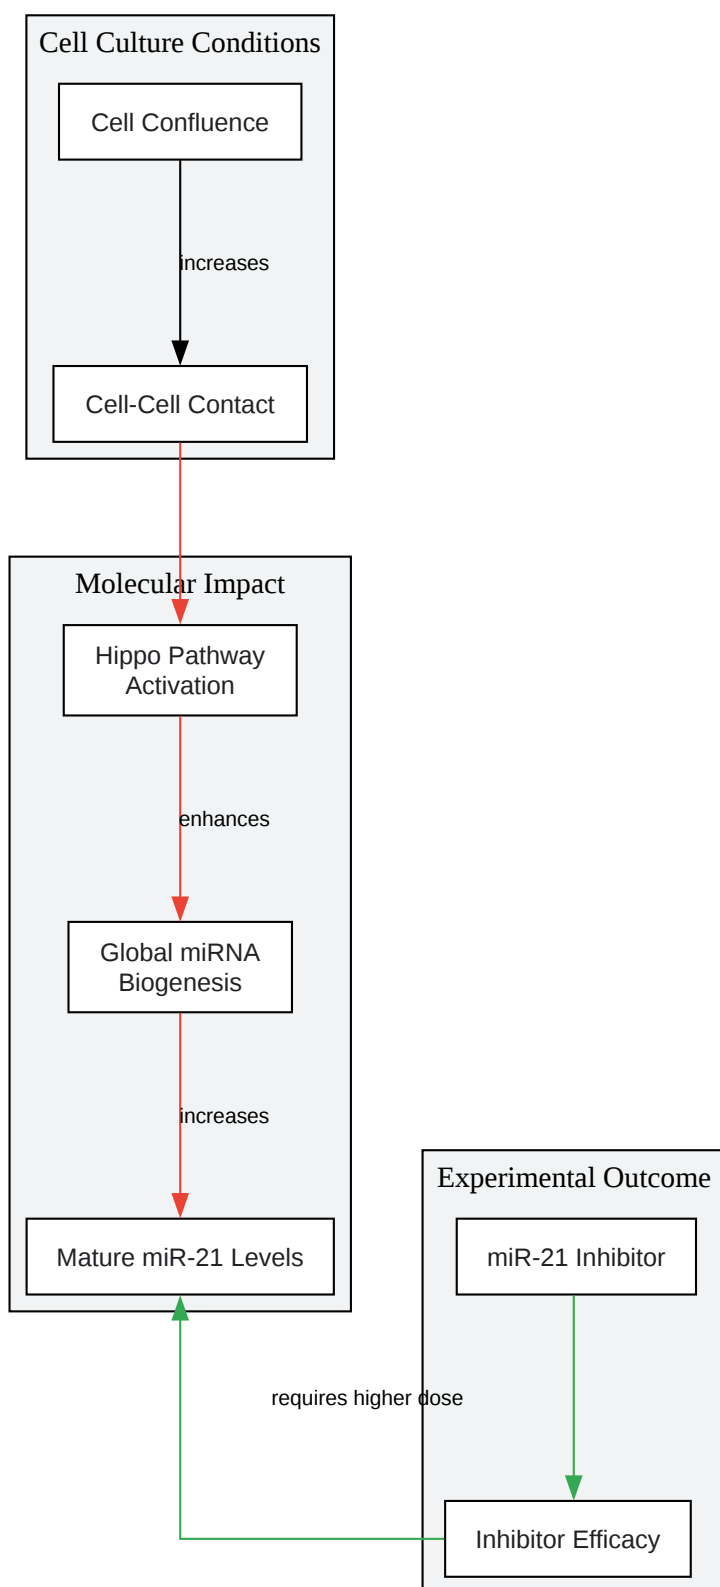 Cell Culture Conditions
Cell Confluence
increases
Cell-Cell Contact
Molecular Impact
Hippo Pathway
Activation
enhances
Global miRNA
Biogenesis
increases
Mature miR-21 Levels
Experimental Outcome
miR-21 Inhibitor
requires higher dose
Inhibitor Efficacy